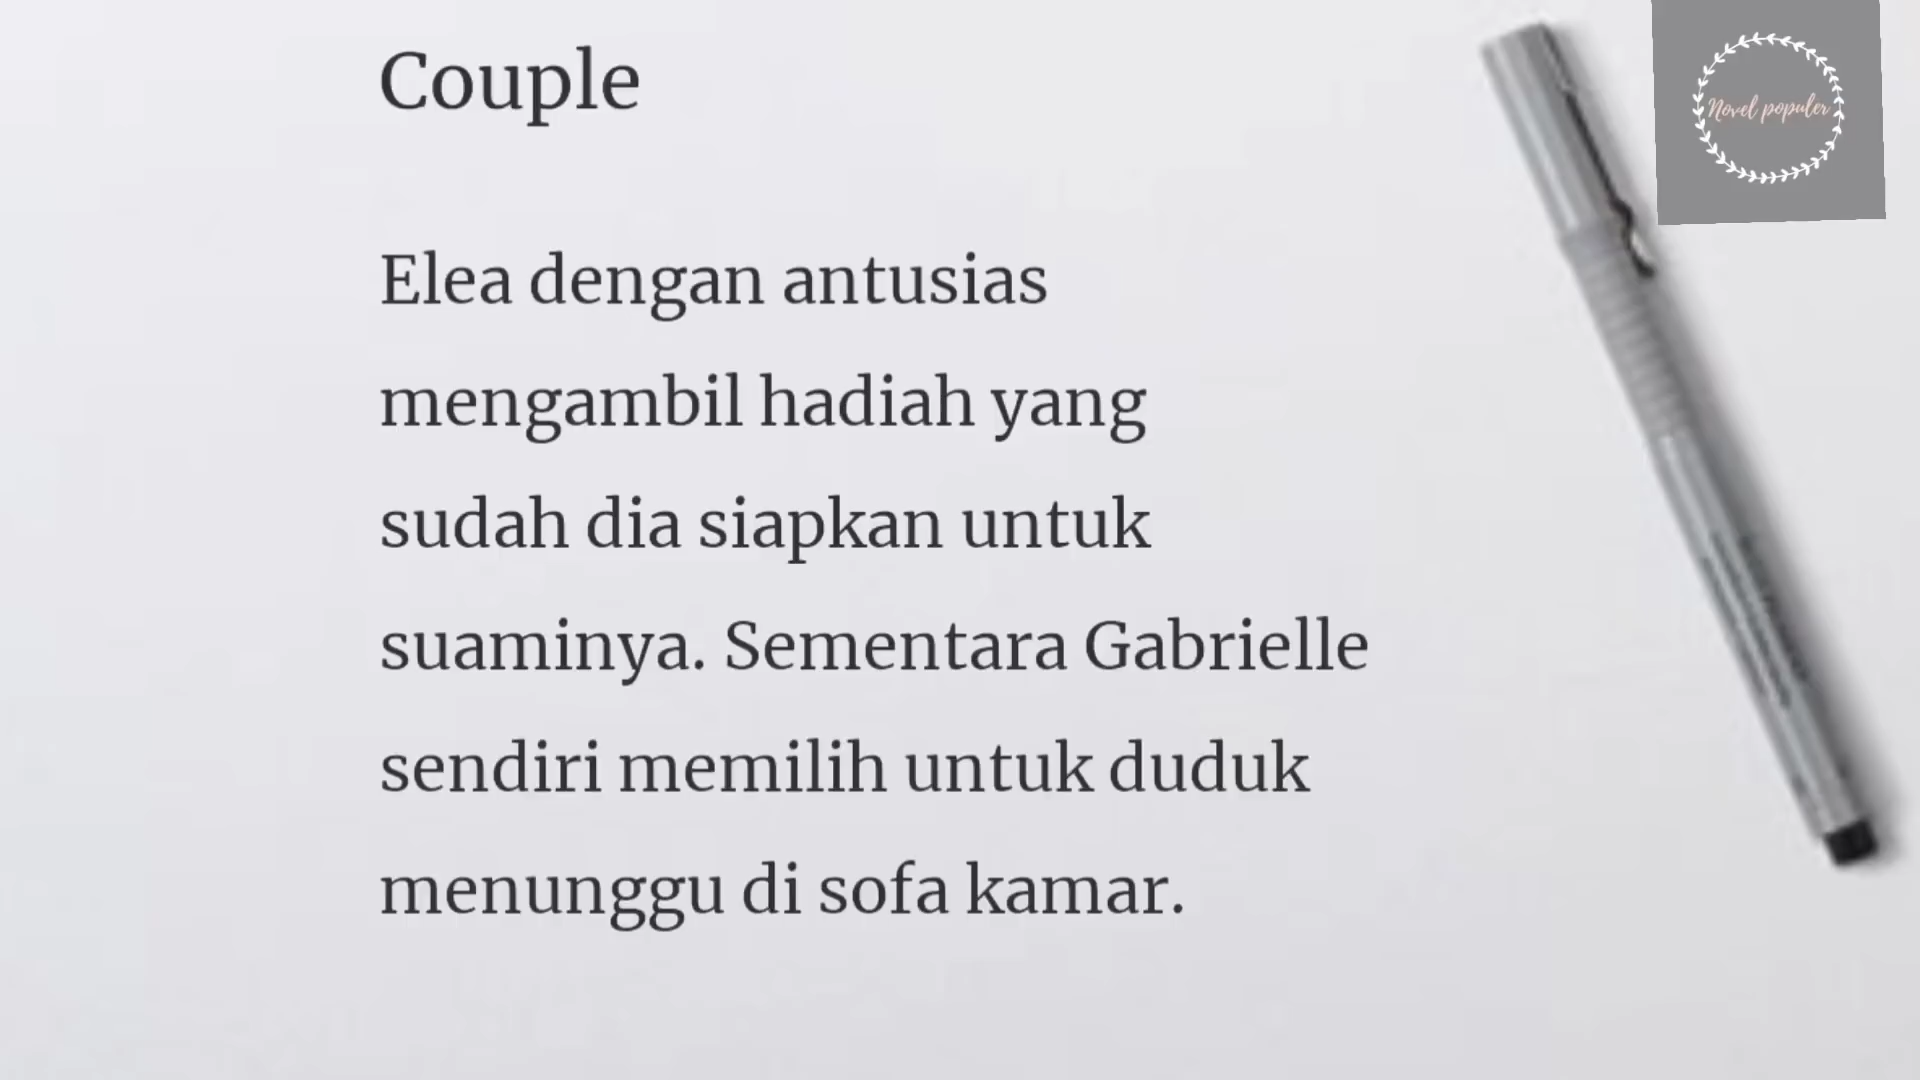 Couple
Elea dengan antusias
mengambil hadiah yang
sudah dia siapkan untuk
suaminya. Sementara Gabrielle
sendiri memilih untuk duduk
menunggu di sofa kamar.
Novel populer